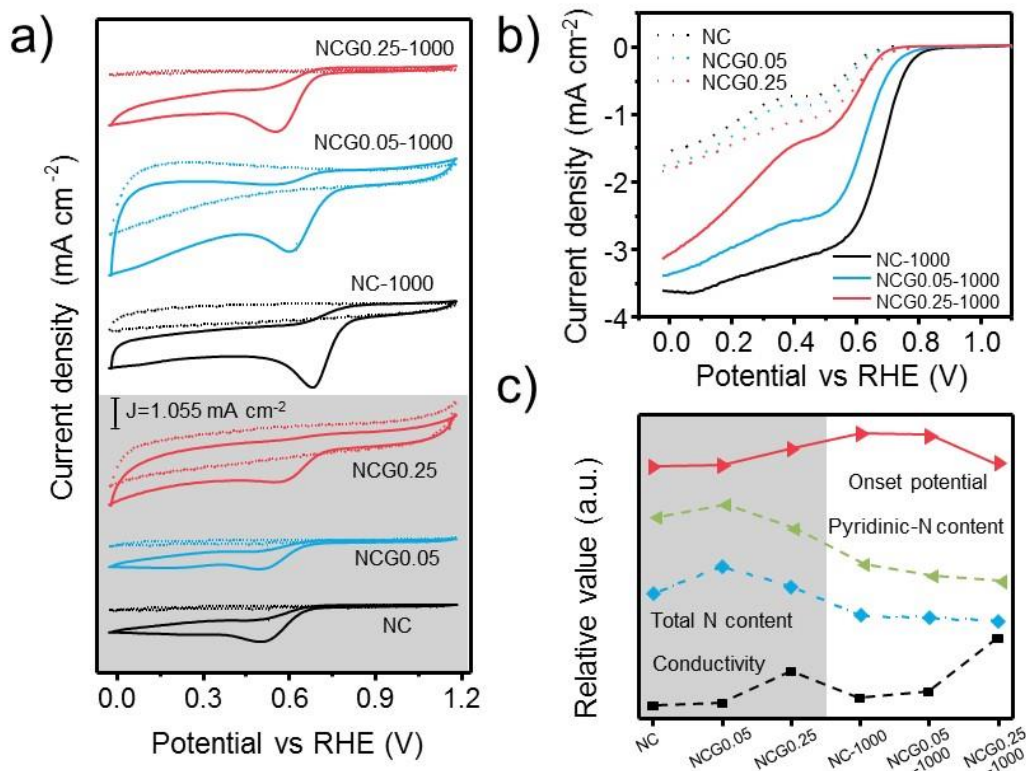 a)
NCG0.25-1000
NCG0.05-1000
NC-1000
J=1.055 mA cm-2
NCG0.25
NCG0.05
NC
Current density (mA cm-2)
0.0 0.3 0.6 0.9 1.2
Potential vs RHE (V)
b)
NC
NCG0.05
NCG0.25
NC-1000
NCG0.05-1000
NCG0.25-1000
Current density (mA cm-2)
0
-1
-2
-3
-4
0.0 0.2 0.4 0.6 0.8 1.0
Potential vs RHE (V)
c)
Onset potential
Pyridinic-N content
Total N content
Conductivity
Relative value (a.u.)
NC
NCG0.05
NCG0.25
NC-1000
NCG0.05
-1000
NCG0.25
-1000